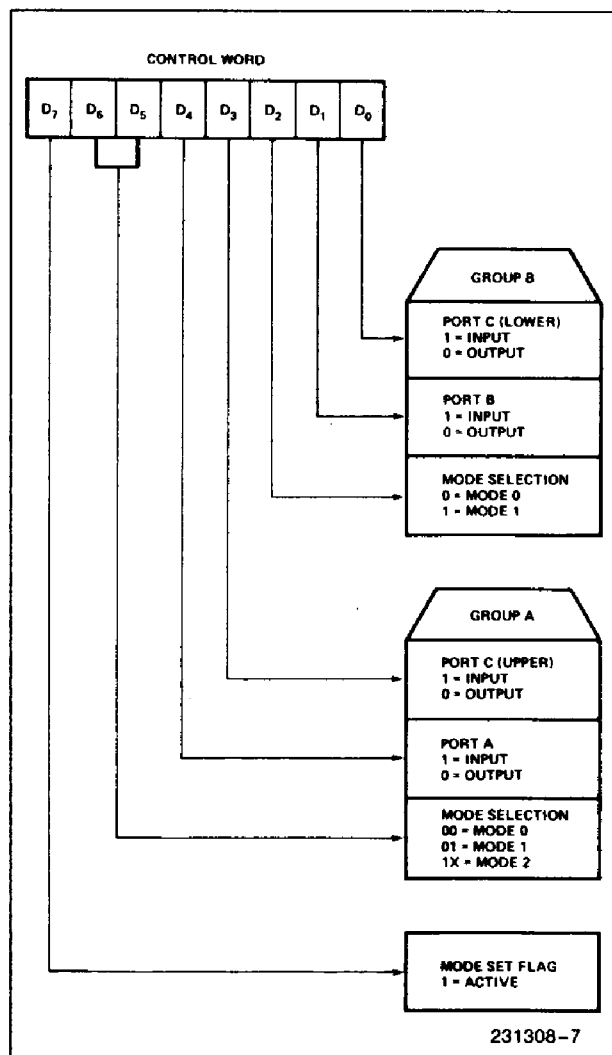 CONTROL WORD
D7 D6 D5 D4 D3 D2 D1 D0
GROUP B
PORT C (LOWER)
1 = INPUT
0 = OUTPUT
PORT B
1 = INPUT
0 = OUTPUT
MODE SELECTION
0 = MODE 0
1 = MODE 1
GROUP A
PORT C (UPPER)
1 = INPUT
0 = OUTPUT
PORT A
1 = INPUT
0 = OUTPUT
MODE SELECTION
00 = MODE 0
01 = MODE 1
1X = MODE 2
MODE SET FLAG
1 = ACTIVE
231308-7